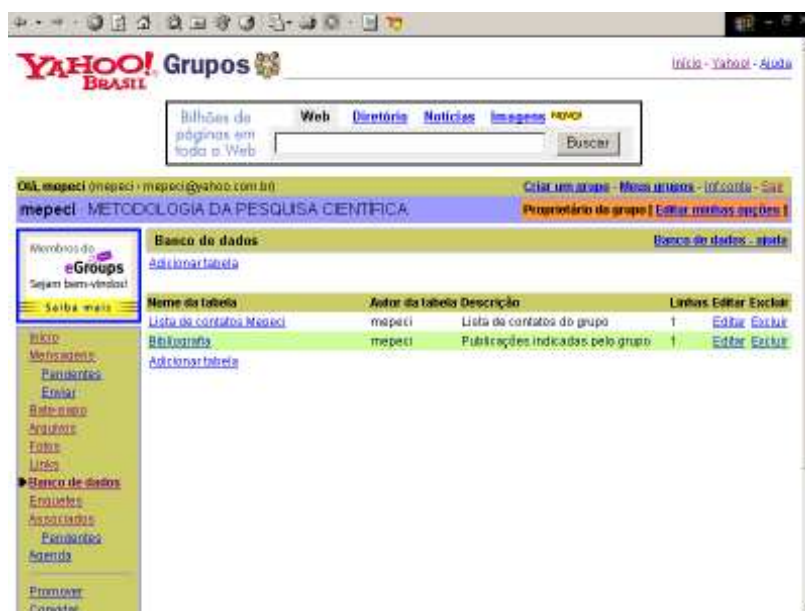 YAHOO! Grupos
BRASIL
Início - Yahoo! - Ajuda
Bilhões de
páginas em
toda a Web
Web Diretório Notícias Imagens NOVO!
Buscar
Olá, mepeci (mepeci · mepeci@yahoo.com.br)
Criar um grupo - Meus grupos - inf.conta - Sair
mepeci METODOLOGIA DA PESQUISA CIENTIFICA
Proprietário do grupo [ Editar minhas opções ]
Membros do
eGroups
Sejam bem-vindos!
Saiba mais
Banco de dados
Banco de dados - ajuda
Adicionar tabela
Nome da tabela Autor da tabela Descrição Linhas Editar Excluir
Lista de contatos Mepeci mepeci Lista de contatos do grupo 1 Editar Excluir
Bibliografia mepeci Publicações indicadas pelo grupo 1 Editar Excluir
Adicionar tabela
Início
Mensagens
Pendentes
Enviar
Bate-papo
Arquivos
Fotos
Links
Banco de dados
Enquetes
Associados
Pendentes
Agenda
Promover
Convidar